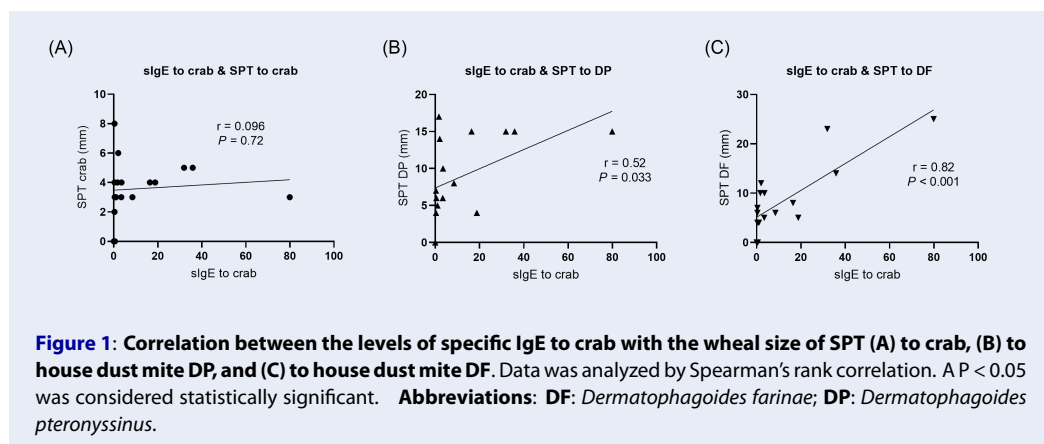 (A)
sIgE to crab & SPT to crab
SPT crab (mm)
10
8
6
4
2
0
r = 0.096
P = 0.72
0 20 40 60 80 100
sIgE to crab
(B)
sIgE to crab & SPT to DP
SPT DP (mm)
20
15
10
5
0
r = 0.52
P = 0.033
0 20 40 60 80 100
sIgE to crab
(C)
sIgE to crab & SPT to DF
SPT DF (mm)
30
20
10
0
r = 0.82
P < 0.001
0 20 40 60 80 100
sIgE to crab
Figure 1: Correlation between the levels of specific IgE to crab with the wheal size of SPT (A) to crab, (B) to
house dust mite DP, and (C) to house dust mite DF. Data was analyzed by Spearman's rank correlation. A P < 0.05
was considered statistically significant. Abbreviations: DF: Dermatophagoides farinae; DP: Dermatophagoides
pteronyssinus.